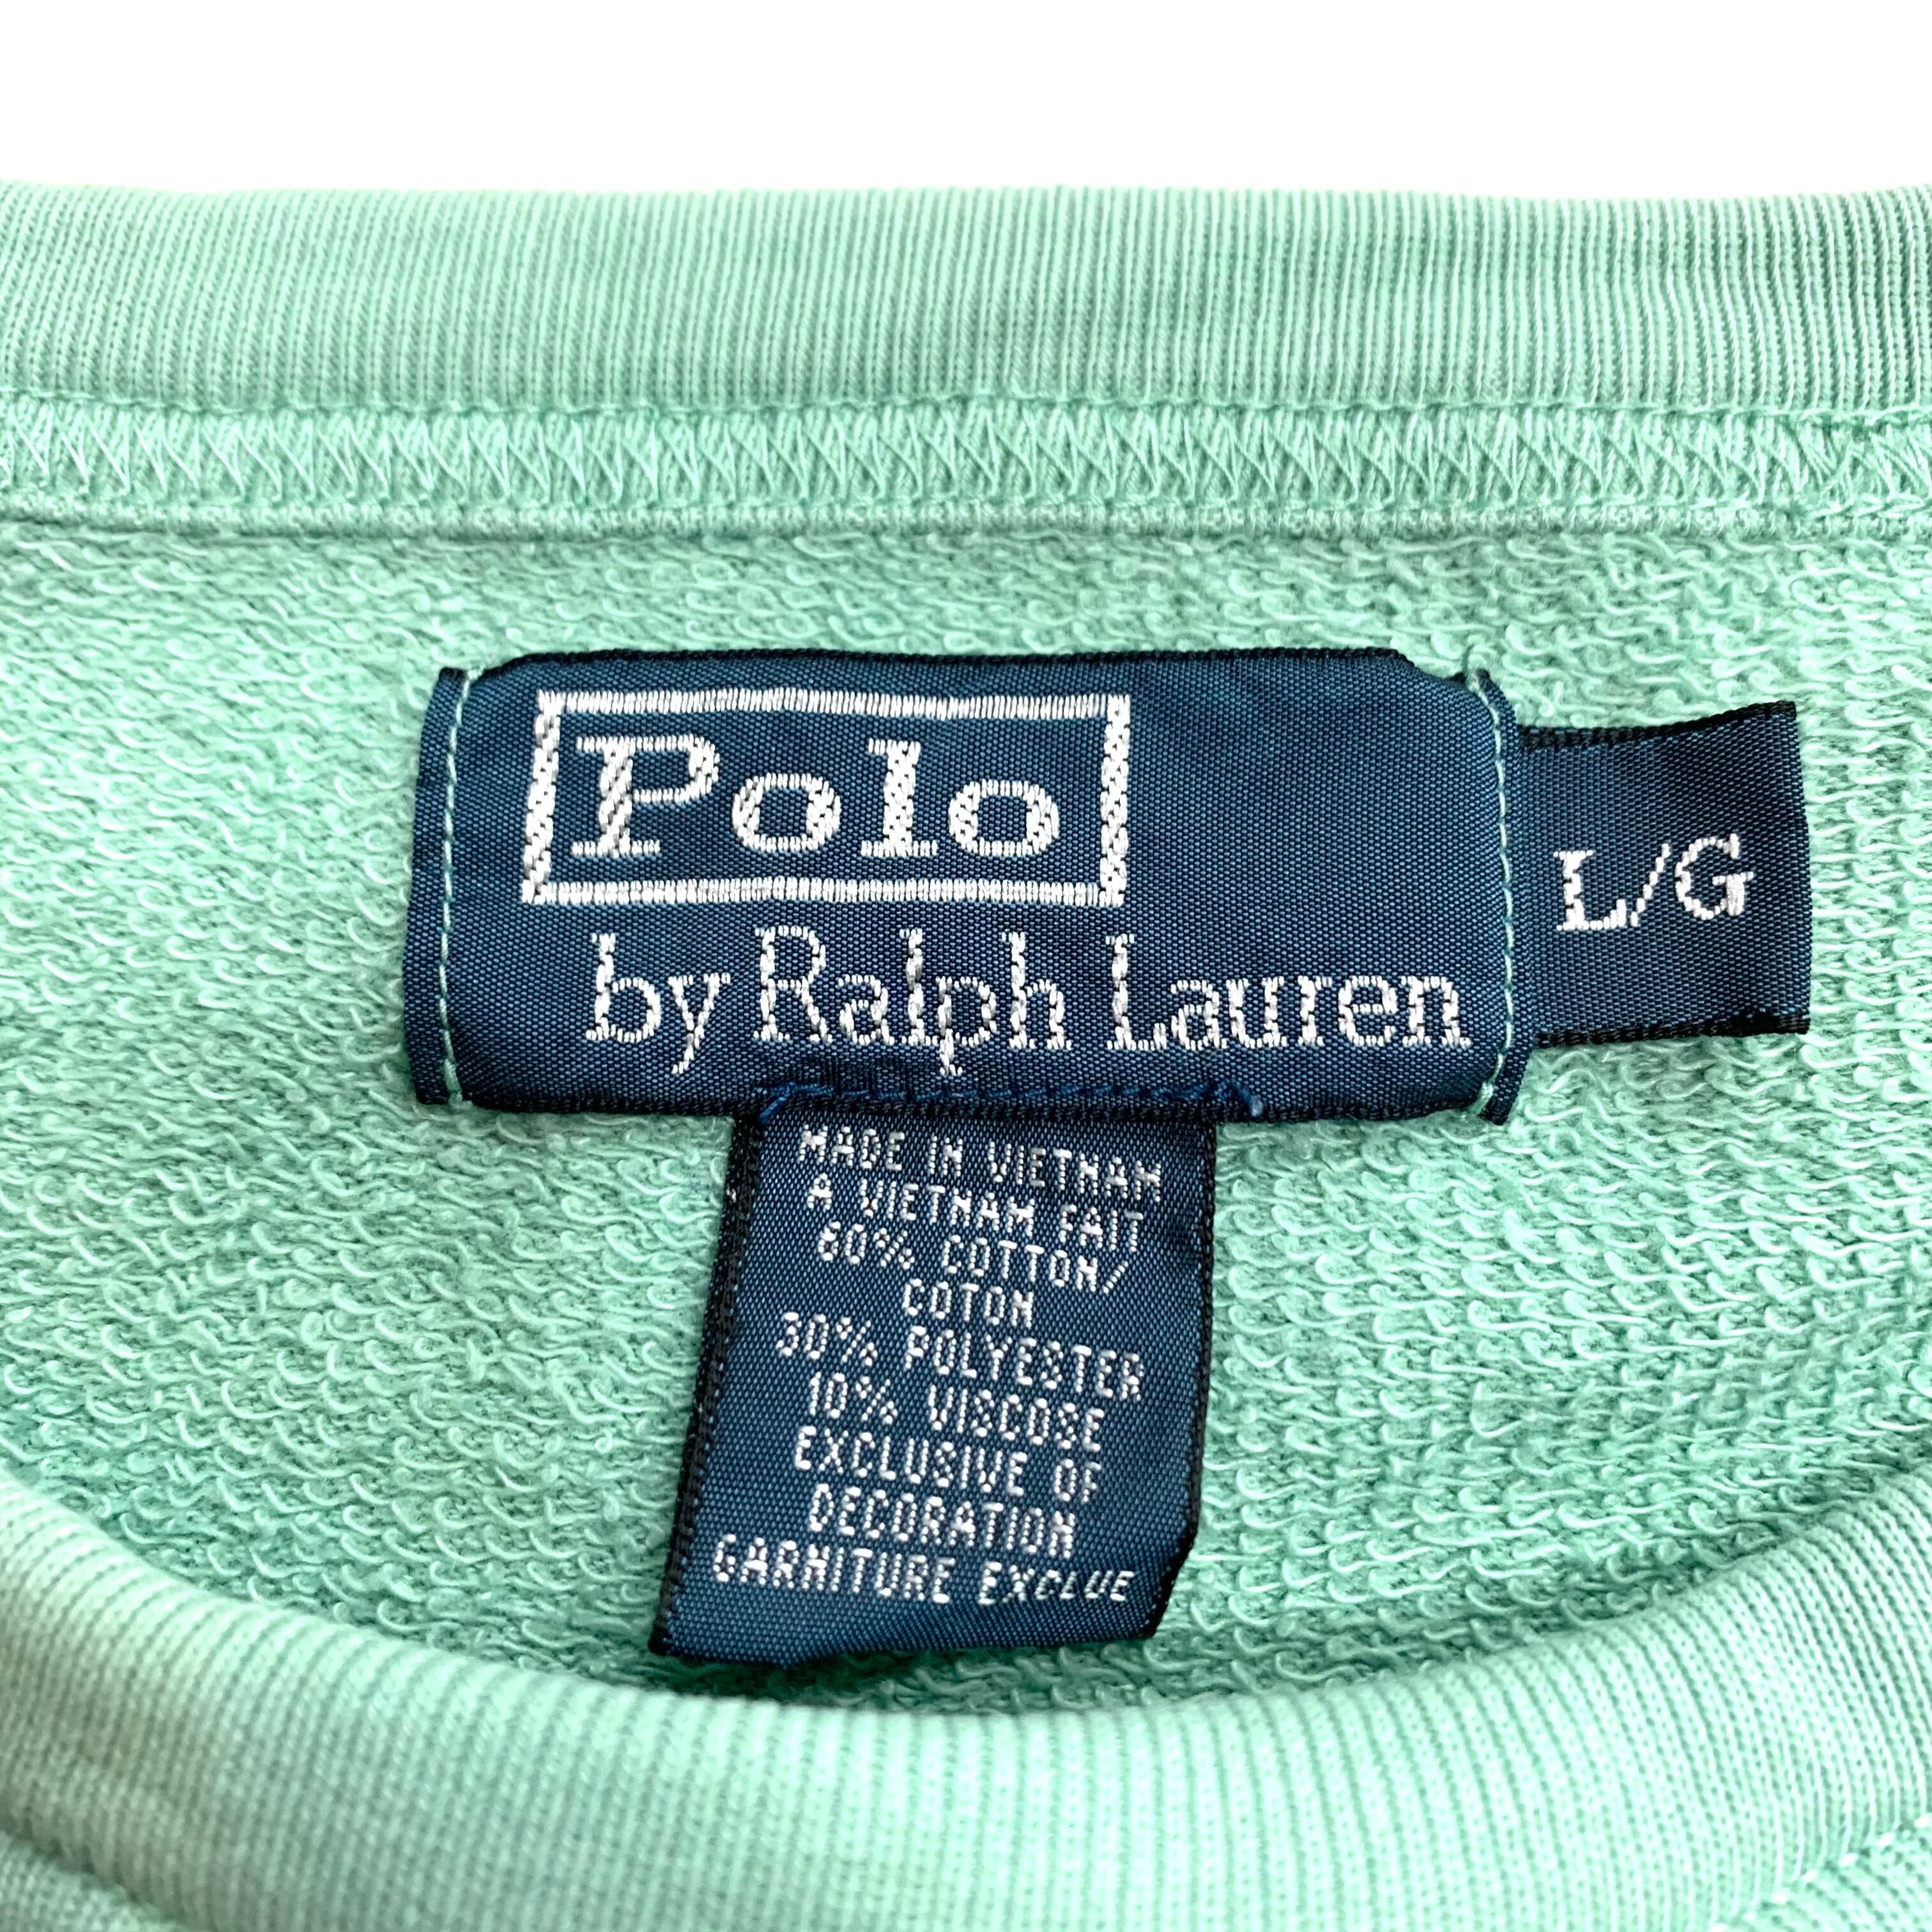 Polo
by Ralph Lauren
L/G
MADE IN VIETNAM
A VIETNAM FAIT
60% COTTON/
COTON
30% POLYESTER
10% VISCOSE
EXCLUSIVE OF
DECORATION
GARNITURE EXCLUE